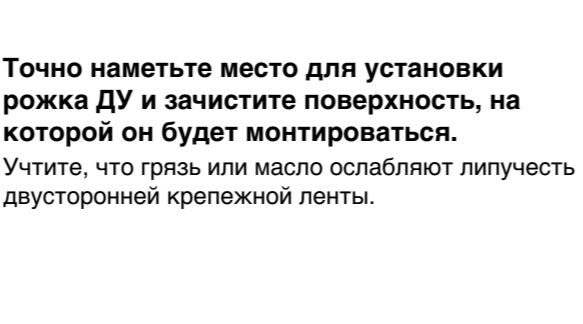 Точно наметьте место для установки
рожка ДУ и зачистите поверхность, на
которой он будет монтироваться.
Учтите, что грязь или масло ослабляют липучесть
двусторонней крепежной ленты.